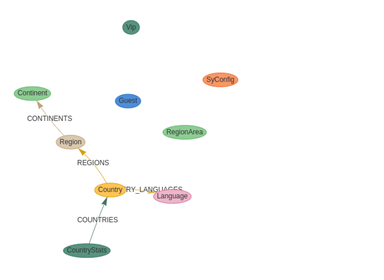 Vip
SyConfig
Continent
Guest
CONTINENTS
RegionArea
Region
REGIONS
Country
RY_LANGUAGES
Language
COUNTRIES
CountryStats